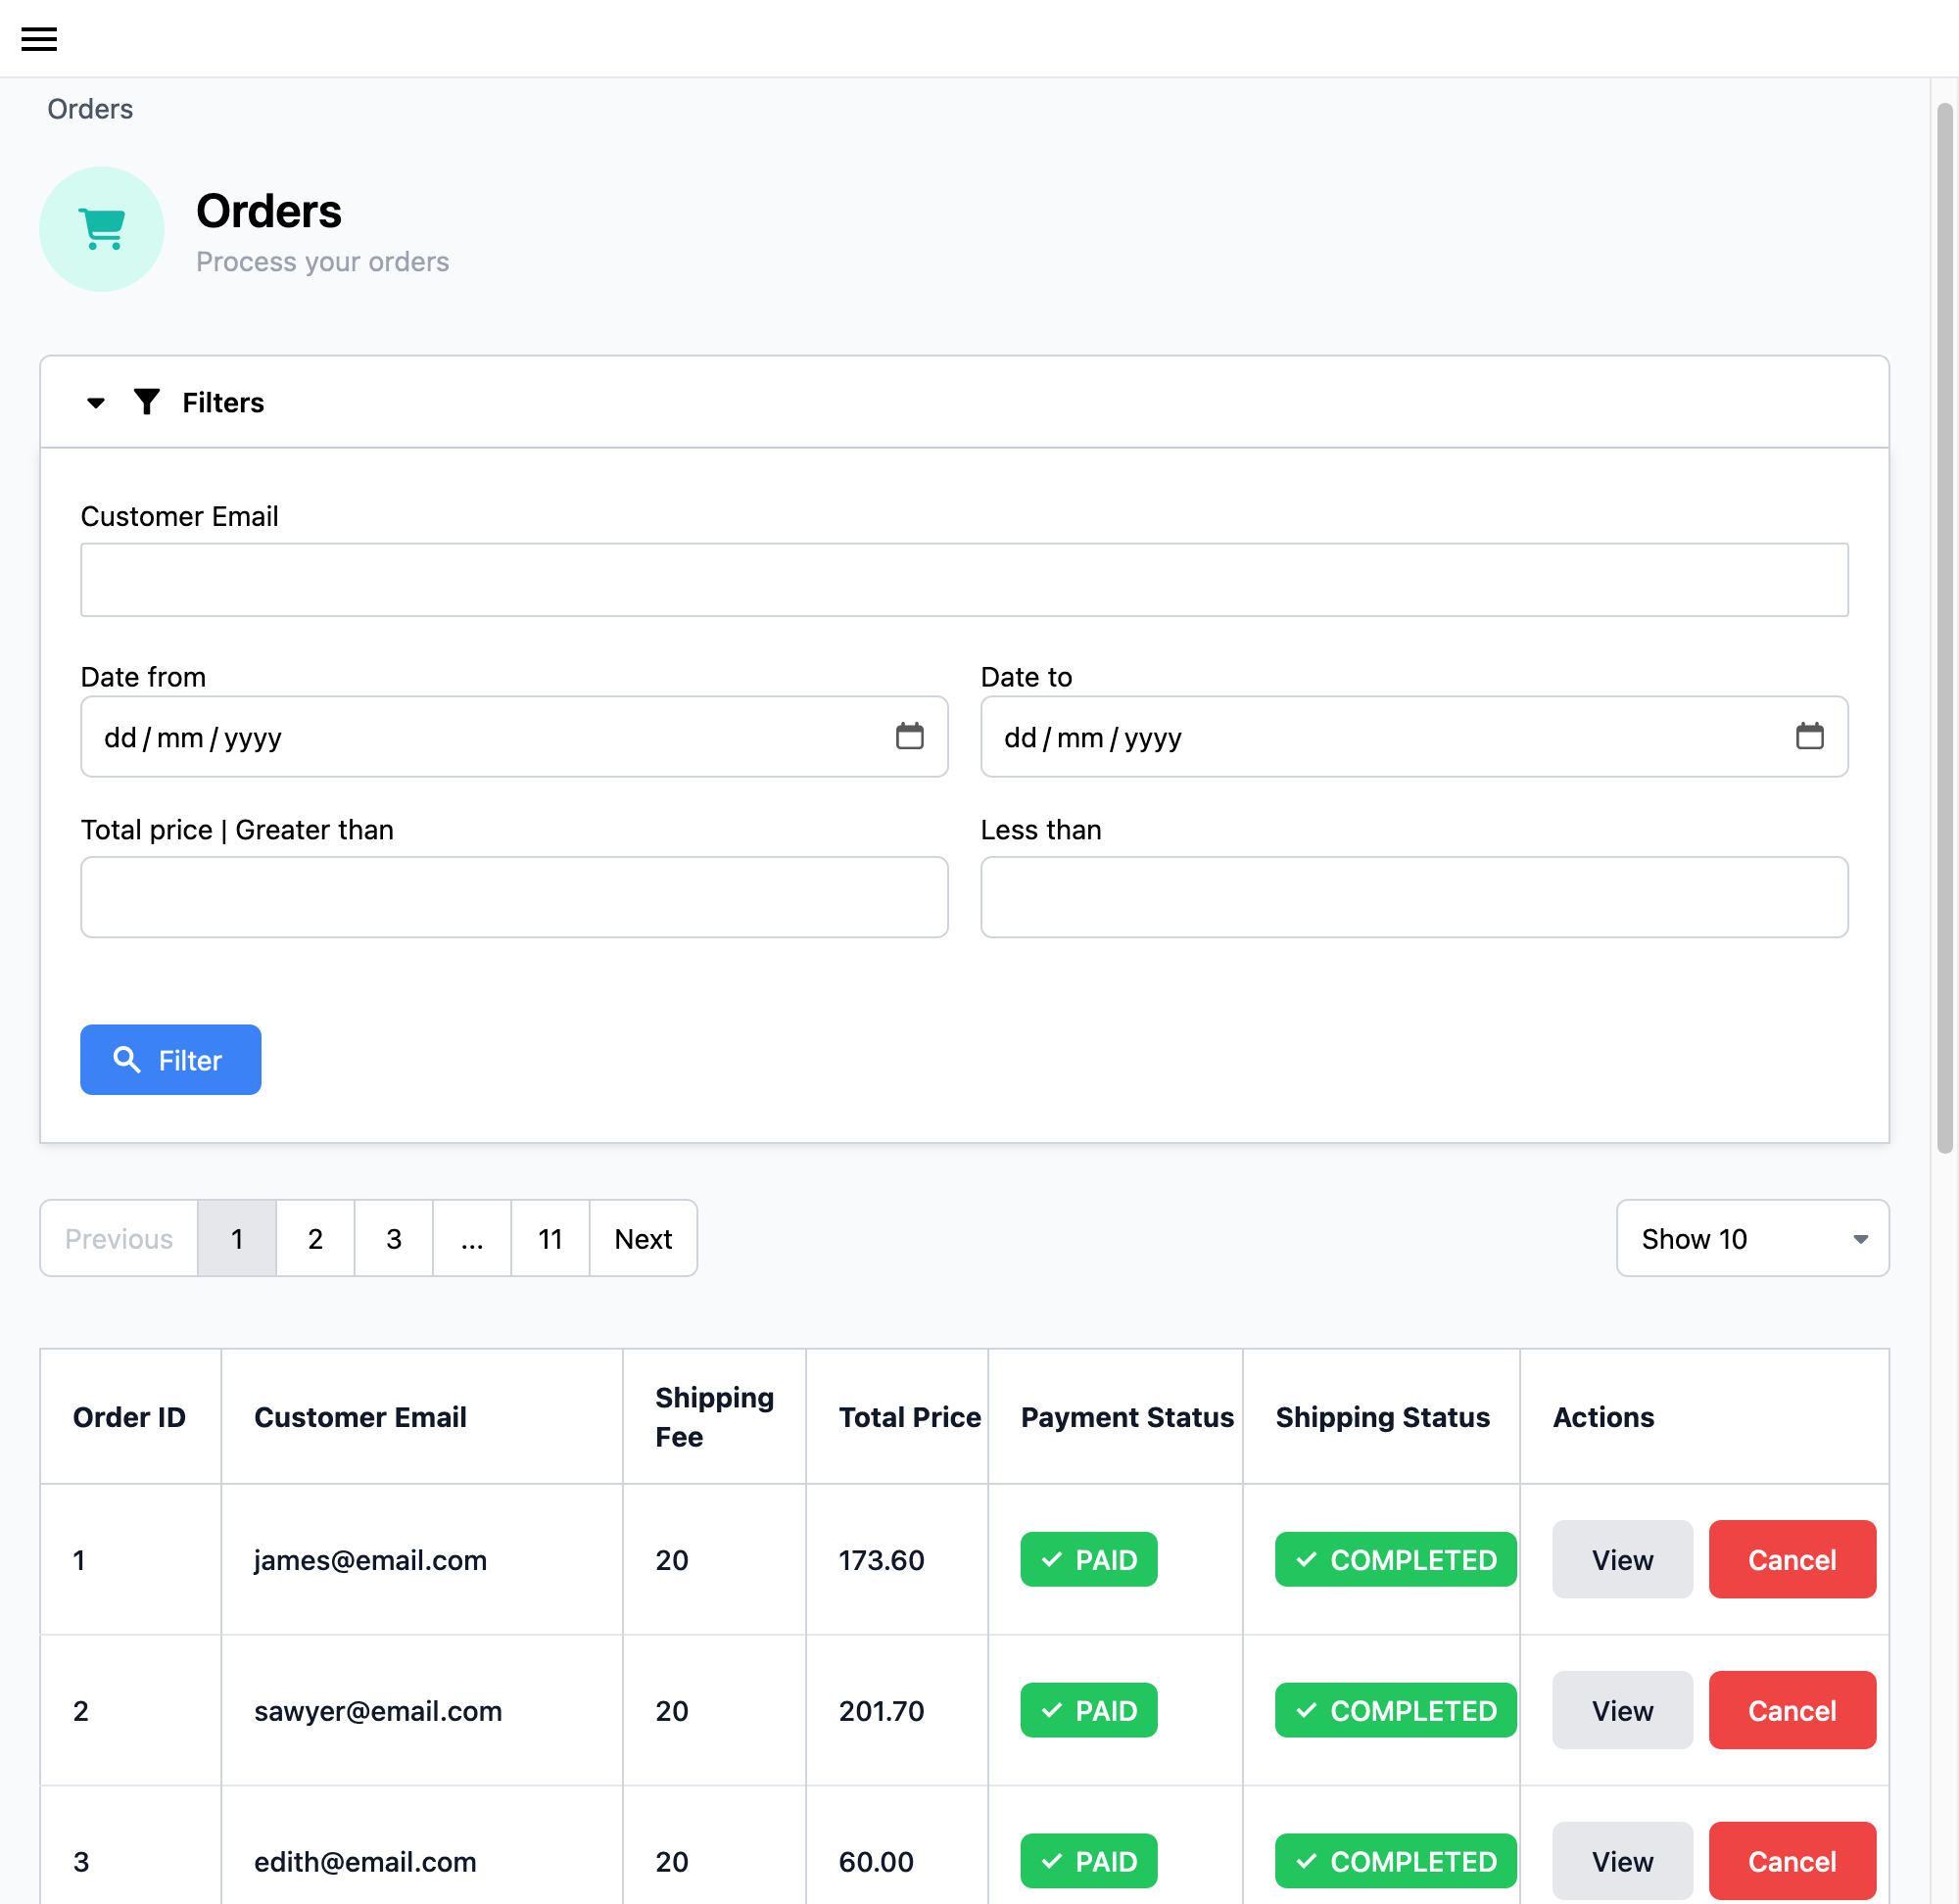 Orders
Orders
Process your orders
Filters
Customer Email
Date from
Date to
dd/mm/yyyy
dd/mm/yyyy
Total price | Greater than
Less than
Filter
Previous 1 2 3 ... 11 Next
Show 10
Order ID Customer Email Shipping Fee Total Price Payment Status Shipping Status Actions
1 james@email.com 20 173.60 PAID COMPLETED View Cancel
2 sawyer@email.com 20 201.70 PAID COMPLETED View Cancel
3 edith@email.com 20 60.00 PAID COMPLETED View Cancel